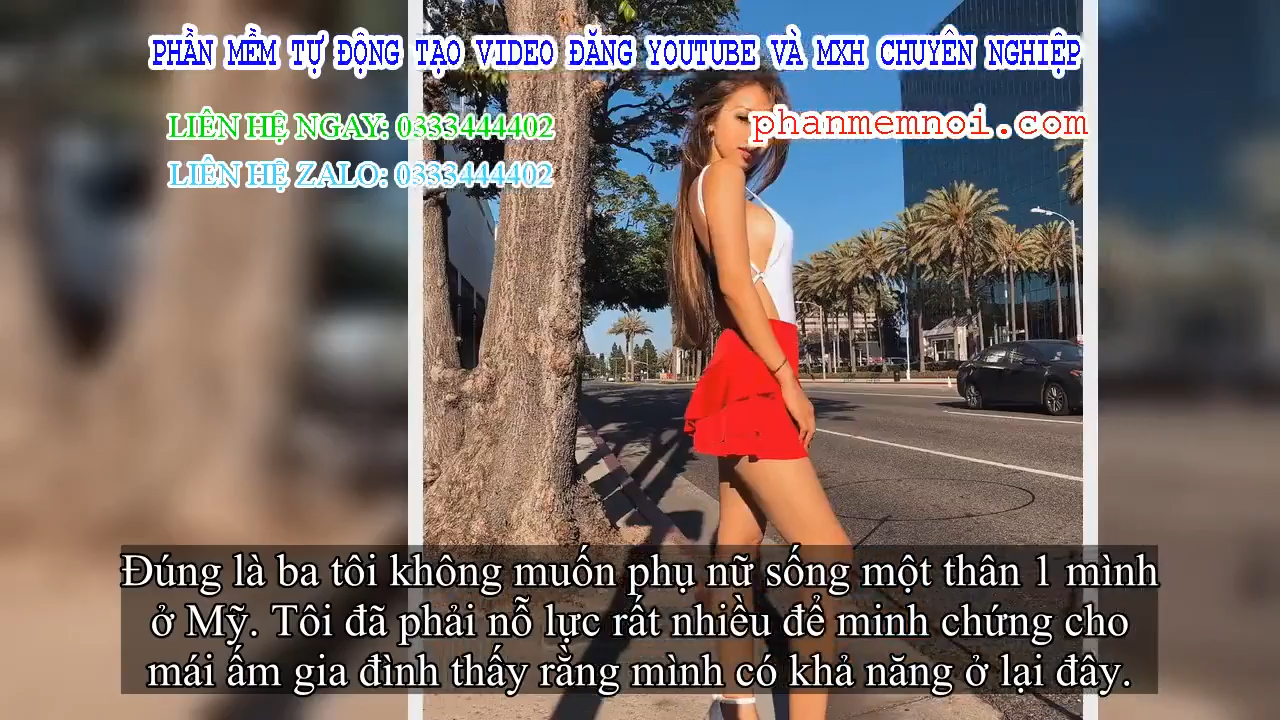 PHẦN MỀM TỰ ĐỘNG TẠO VIDEO ĐĂNG YOUTUBE VÀ MXH CHUYÊN NGHIỆP
LIÊN HỆ NGAY: 0333444402
phanmemnoi.com
LIÊN HỆ ZALO: 0333444402
Đúng là ba tôi không muốn phụ nữ sống một thân 1 mình
ở Mỹ. Tôi đã phải nỗ lực rất nhiều để minh chứng cho
mái ấm gia đình thấy rằng mình có khả năng ở lại đây.